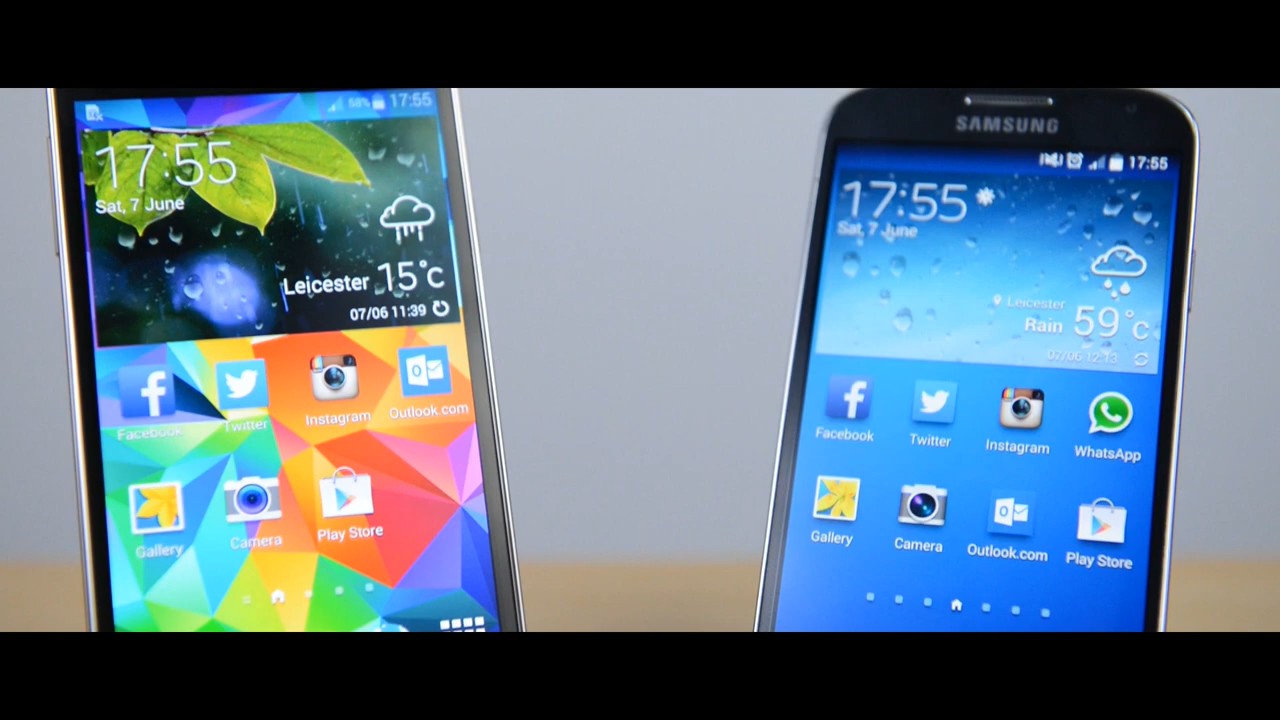 58% 17:55
17:55
Sat, 7 June
Leicester 15°c
07/06 11:39
Facebook Twitter Instagram Outlook.com
Gallery Camera Play Store
SAMSUNG
17:55
17:55
Sat, 7 June
Leicester
Rain 59°c
07/06 12:13
Facebook Twitter Instagram WhatsApp
Gallery Camera Outlook.com Play Store